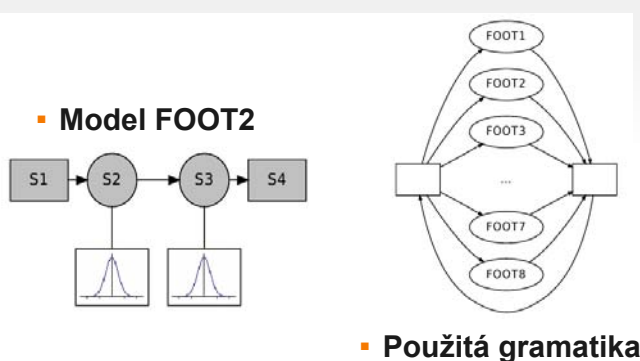 ▪ Model FOOT2
S1 S2 S3 S4
FOOT1
FOOT2
FOOT3
...
FOOT7
FOOT8
▪ Použitá gramatika